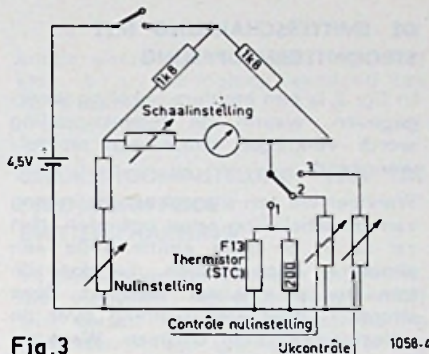 1k8
1k8
Schaalinstelling
4,5V
3
2
1
F13
Thermistor
(STC)
200
Nulinstelling
Contrôle nulinstelling
Fig.3
IJkcontrôle
1058-4